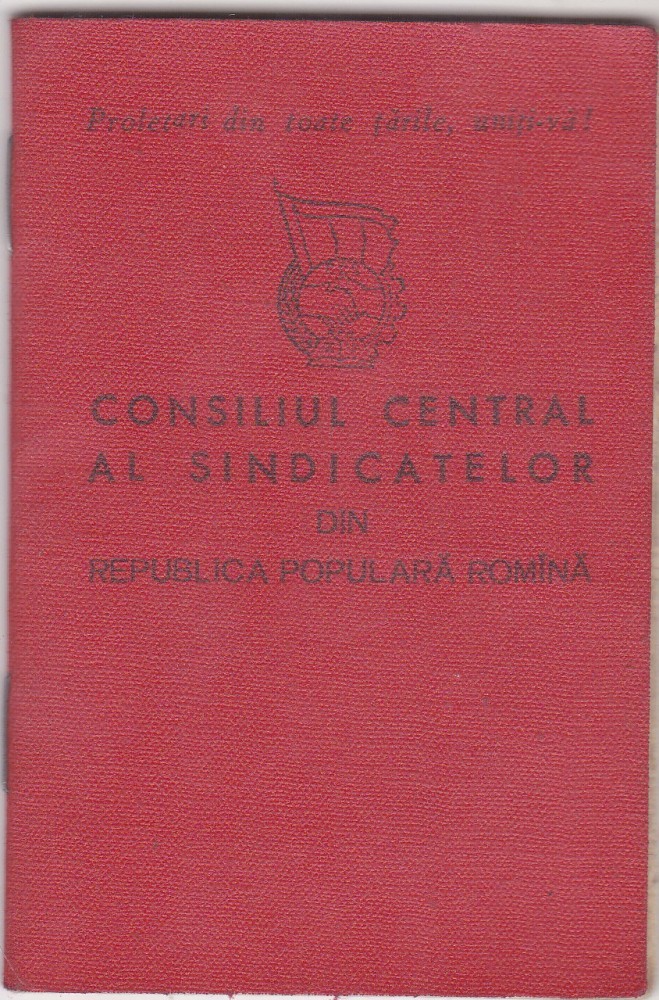 Proletari din toate țările, uniți-vă!
CONSILIUL CENTRAL
AL SINDICATELOR
DIN
REPUBLICA POPULARĂ ROMÎNĂ